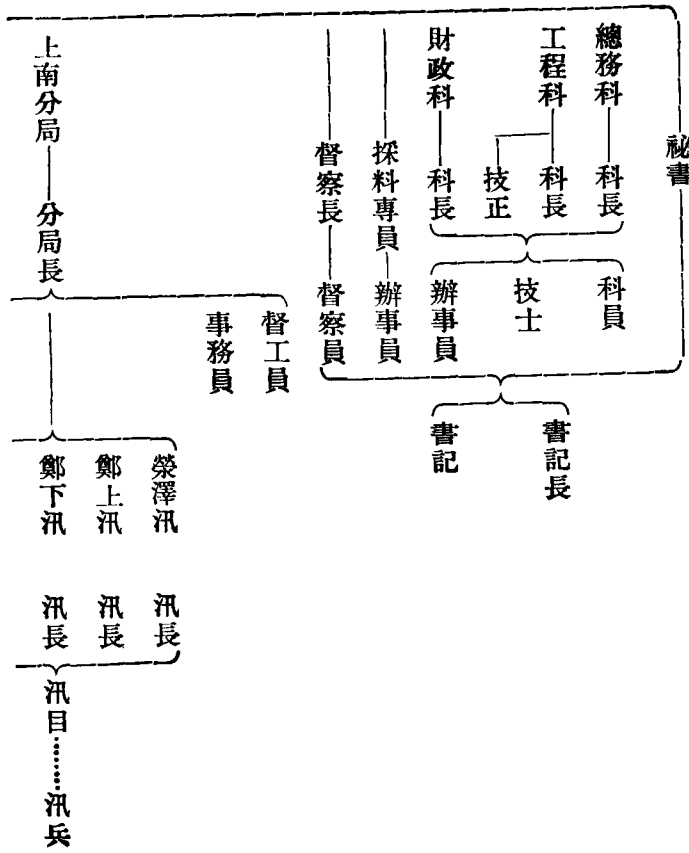 祕書
總務科 科長 科員
工程科 科長 書記長
技正 技士
財政科 科長 辦事員 書記
採料專員 辦事員
督察長 督察員
督工員
事務員
榮澤汛 汛長
鄭上汛 汛長
上南分局 分局長 鄭下汛 汛長 汛目………汛兵